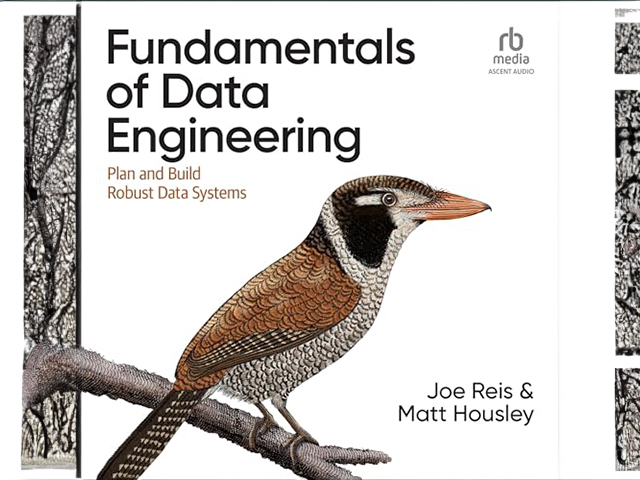 Fundamentals
of Data
Engineering
Plan and Build
Robust Data Systems
rb
media
ASCENT AUDIO
Joe Reis &
Matt Housley